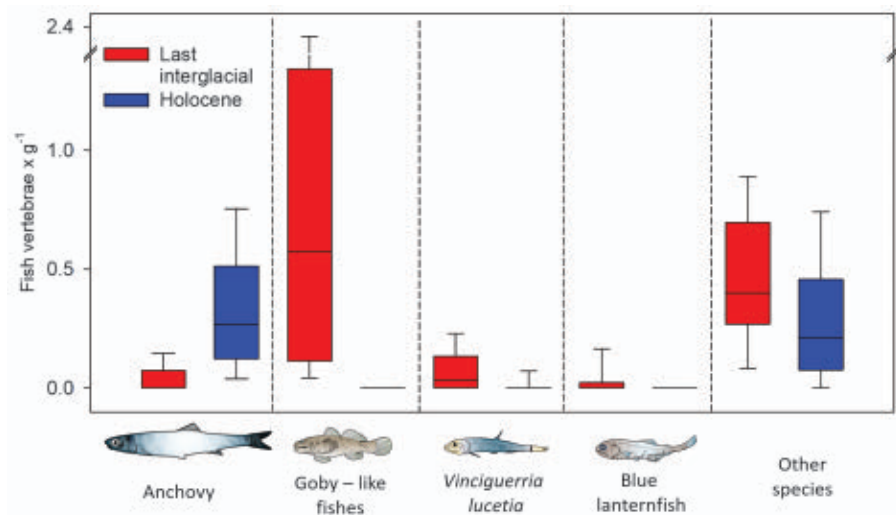 2.4
Last
interglacial
Holocene
1.0
0.5
0.0
Fish vertebrae x g⁻¹
Anchovy
Goby – like
fishes
Vinciguerria
lucetia
Blue
lanternfish
Other
species